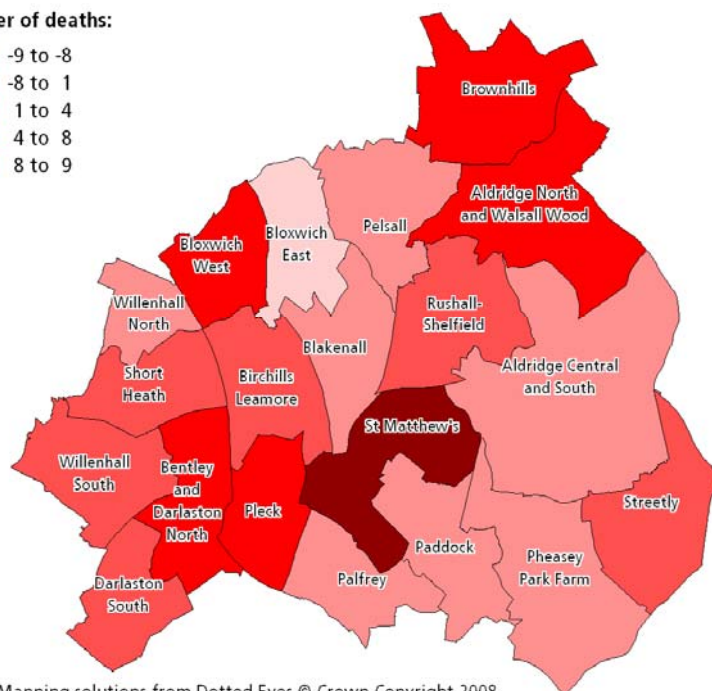 er of deaths:
-9 to -8
-8 to 1
1 to 4
4 to 8
8 to 9
Brownhills
Aldridge North
and Walsall Wood
Pelsall
Bloxwich
East
Bloxwich
West
Willenhall
North
Rushall-
Shelfield
Blakenall
Short
Heath
Birchills
Leamore
Aldridge Central
and South
St Matthew's
Willenhall
South
Bentley
and
Darlaston
North
Pleck
Streetly
Paddock
Pheasey
Park Farm
Palfrey
Darlaston
South
Mapping solutions from Dotted Eyes © Crown Copyright 2008